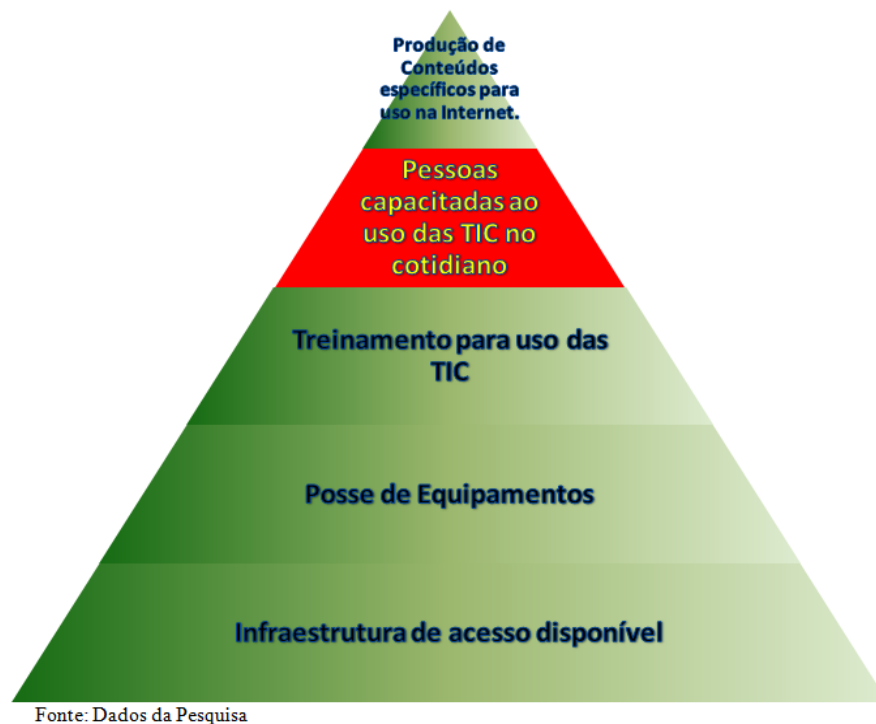 Produção de
Conteúdos
específicos para
uso na Internet.
Pessoas
capacitadas ao
uso das TIC no
cotidiano
Treinamento para uso das
TIC
Posse de Equipamentos
Infraestrutura de acesso disponível
Fonte: Dados da Pesquisa